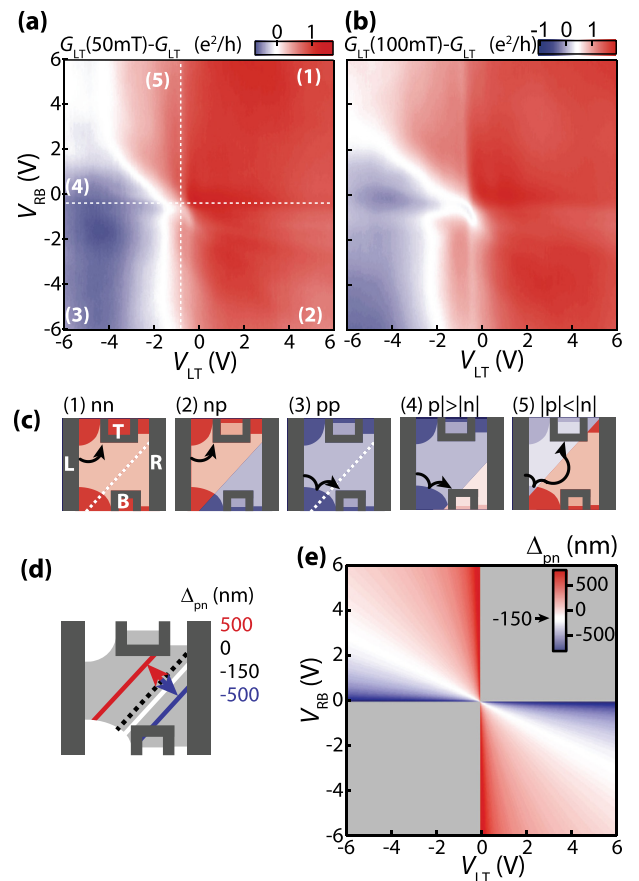 (a)
G_LT(50mT)-G_LT (e²/h) 0 1
(b)
G_LT(100mT)-G_LT (e²/h) -1 0 1
6
4
2
0
-2
-4
-6
V_RB (V)
(5) (1)
(4)
(3) (2)
-6 -4 -2 0 2 4 6
V_LT (V)
-6 -4 -2 0 2 4 6
V_LT (V)
(c)
(1) nn (2) np (3) pp (4) p|>|n| (5) |p|<|n|
T
L R
B
(d)
Δpn (nm)
500
0
-150
-500
(e)
Δpn (nm)
500
0
-500
-150
6
4
2
0
-2
-4
-6
V_RB (V)
-6 -4 -2 0 2 4 6
V_LT (V)